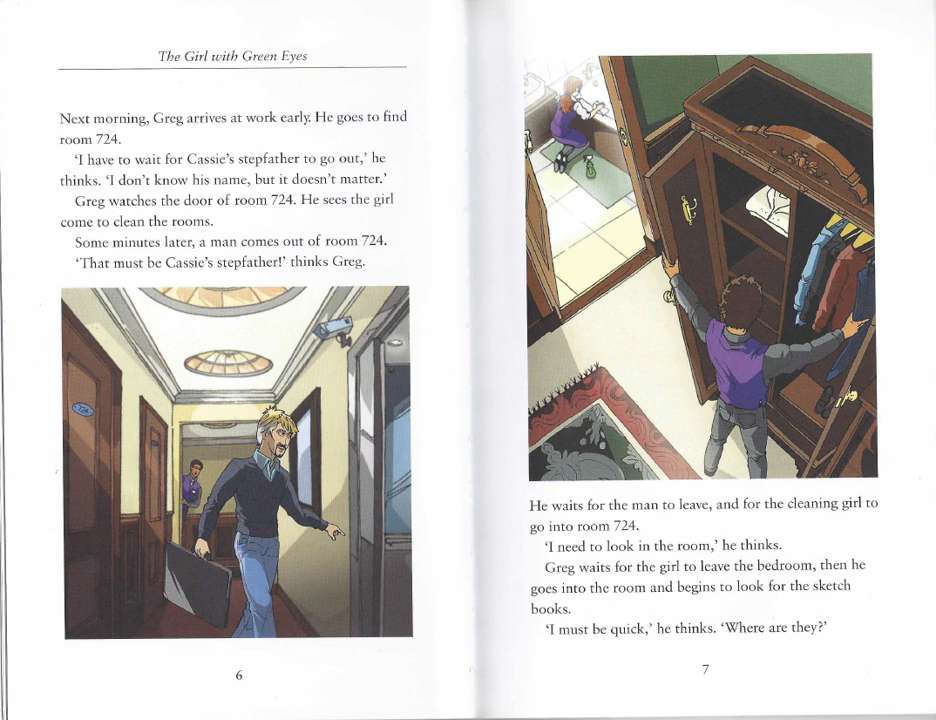 The Girl with Green Eyes
Next morning, Greg arrives at work early. He goes to find
room 724.
‘I have to wait for Cassie’s stepfather to go out,’ he
thinks. ‘I don’t know his name, but it doesn’t matter.’
Greg watches the door of room 724. He sees the girl
come to clean the rooms.
Some minutes later, a man comes out of room 724.
‘That must be Cassie’s stepfather!’ thinks Greg.
724
6
He waits for the man to leave, and for the cleaning girl to
go into room 724.
‘I need to look in the room,’ he thinks.
Greg waits for the girl to leave the bedroom, then he
goes into the room and begins to look for the sketch
books.
‘I must be quick,’ he thinks. ‘Where are they?’
7